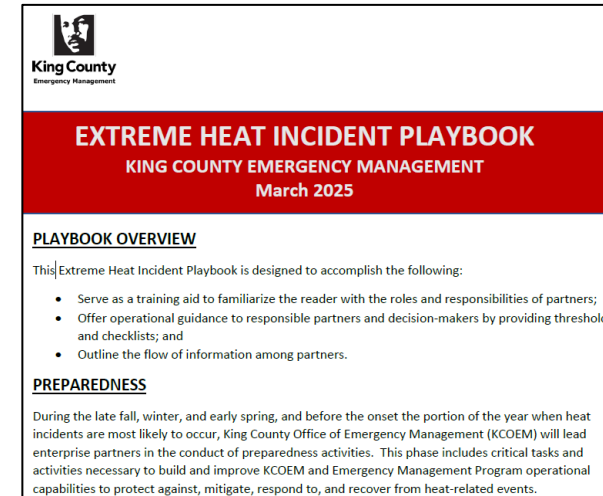 King County
Emergency Management
EXTREME HEAT INCIDENT PLAYBOOK
KING COUNTY EMERGENCY MANAGEMENT
March 2025
PLAYBOOK OVERVIEW
This Extreme Heat Incident Playbook is designed to accomplish the following:
• Serve as a training aid to familiarize the reader with the roles and responsibilities of partners;
• Offer operational guidance to responsible partners and decision-makers by providing threshold
and checklists; and
• Outline the flow of information among partners.
PREPAREDNESS
During the late fall, winter, and early spring, and before the onset the portion of the year when heat
incidents are most likely to occur, King County Office of Emergency Management (KCOEM) will lead
enterprise partners in the conduct of preparedness activities. This phase includes critical tasks and
activities necessary to build and improve KCOEM and Emergency Management Program operational
capabilities to protect against, mitigate, respond to, and recover from heat-related events.